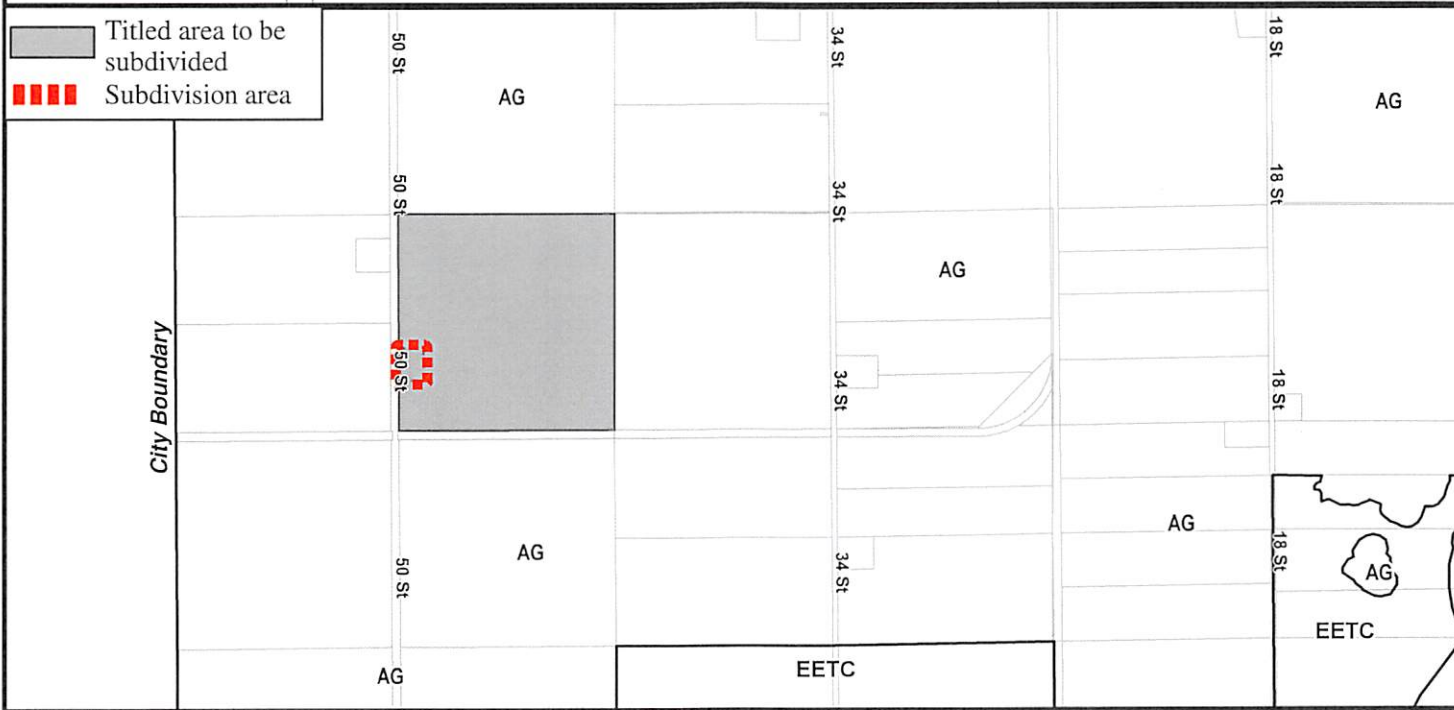 Titled area to be
subdivided
Subdivision area
50 St
34 St
18 St
AG
AG
50 St
34 St
18 St
AG
City Boundary
50 St
34 St
18 St
AG
AG
50 St
34 St
18 St
AG
EETC
AG
EETC